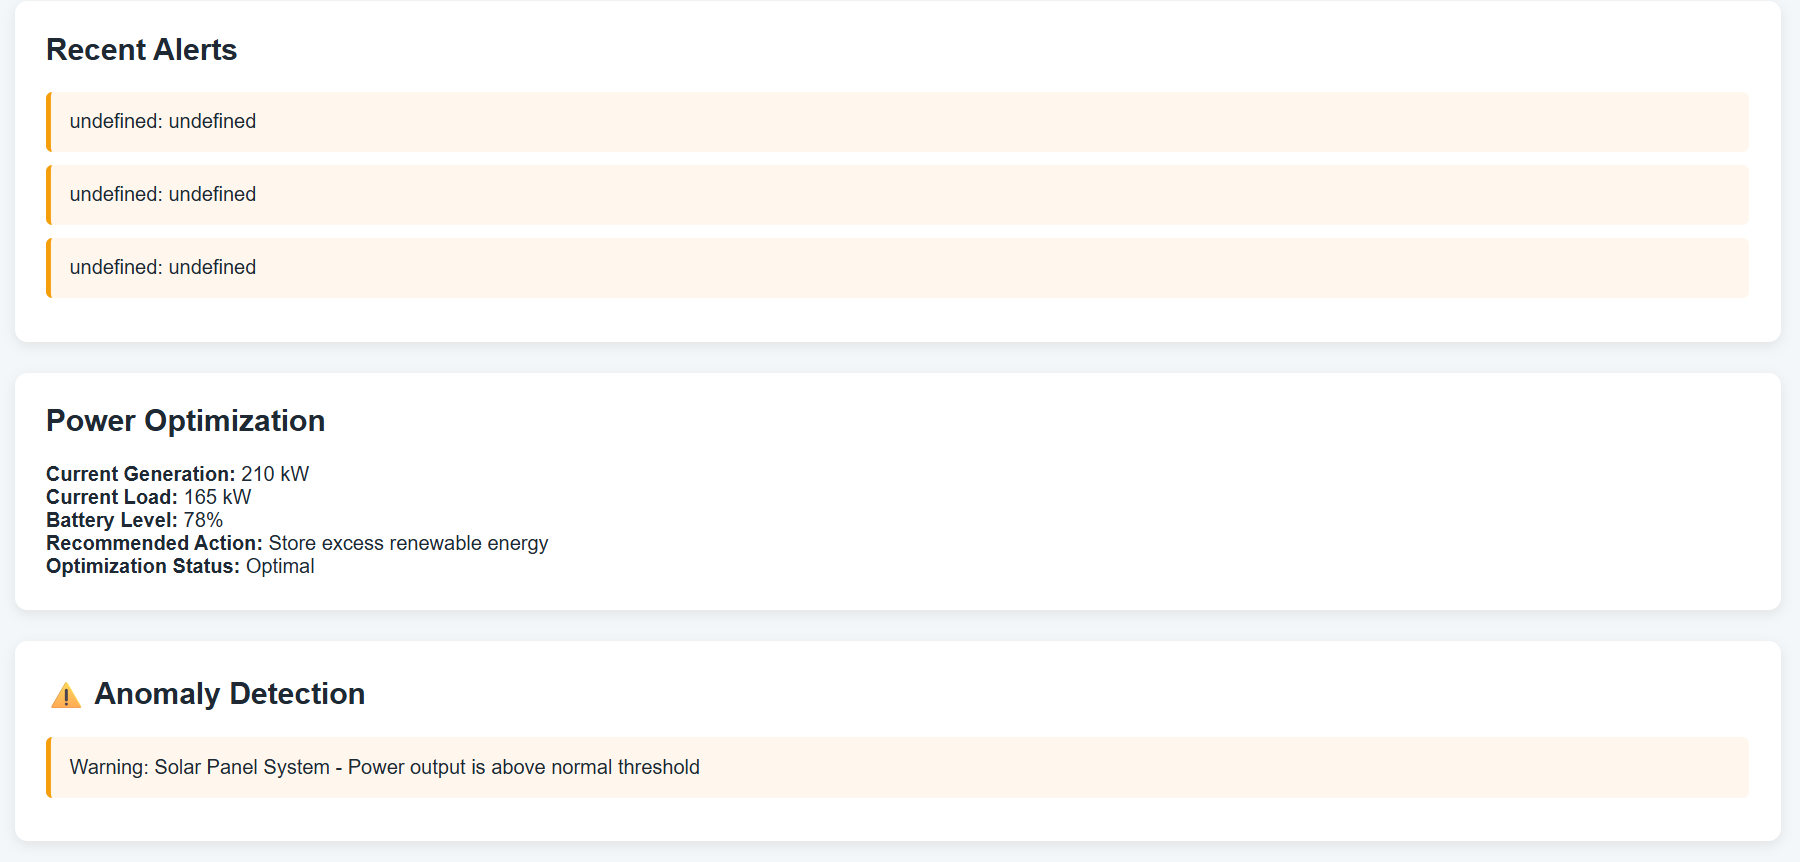 Recent Alerts
undefined: undefined
undefined: undefined
undefined: undefined
Power Optimization
Current Generation: 210 kW
Current Load: 165 kW
Battery Level: 78%
Recommended Action: Store excess renewable energy
Optimization Status: Optimal
Anomaly Detection
Warning: Solar Panel System - Power output is above normal threshold